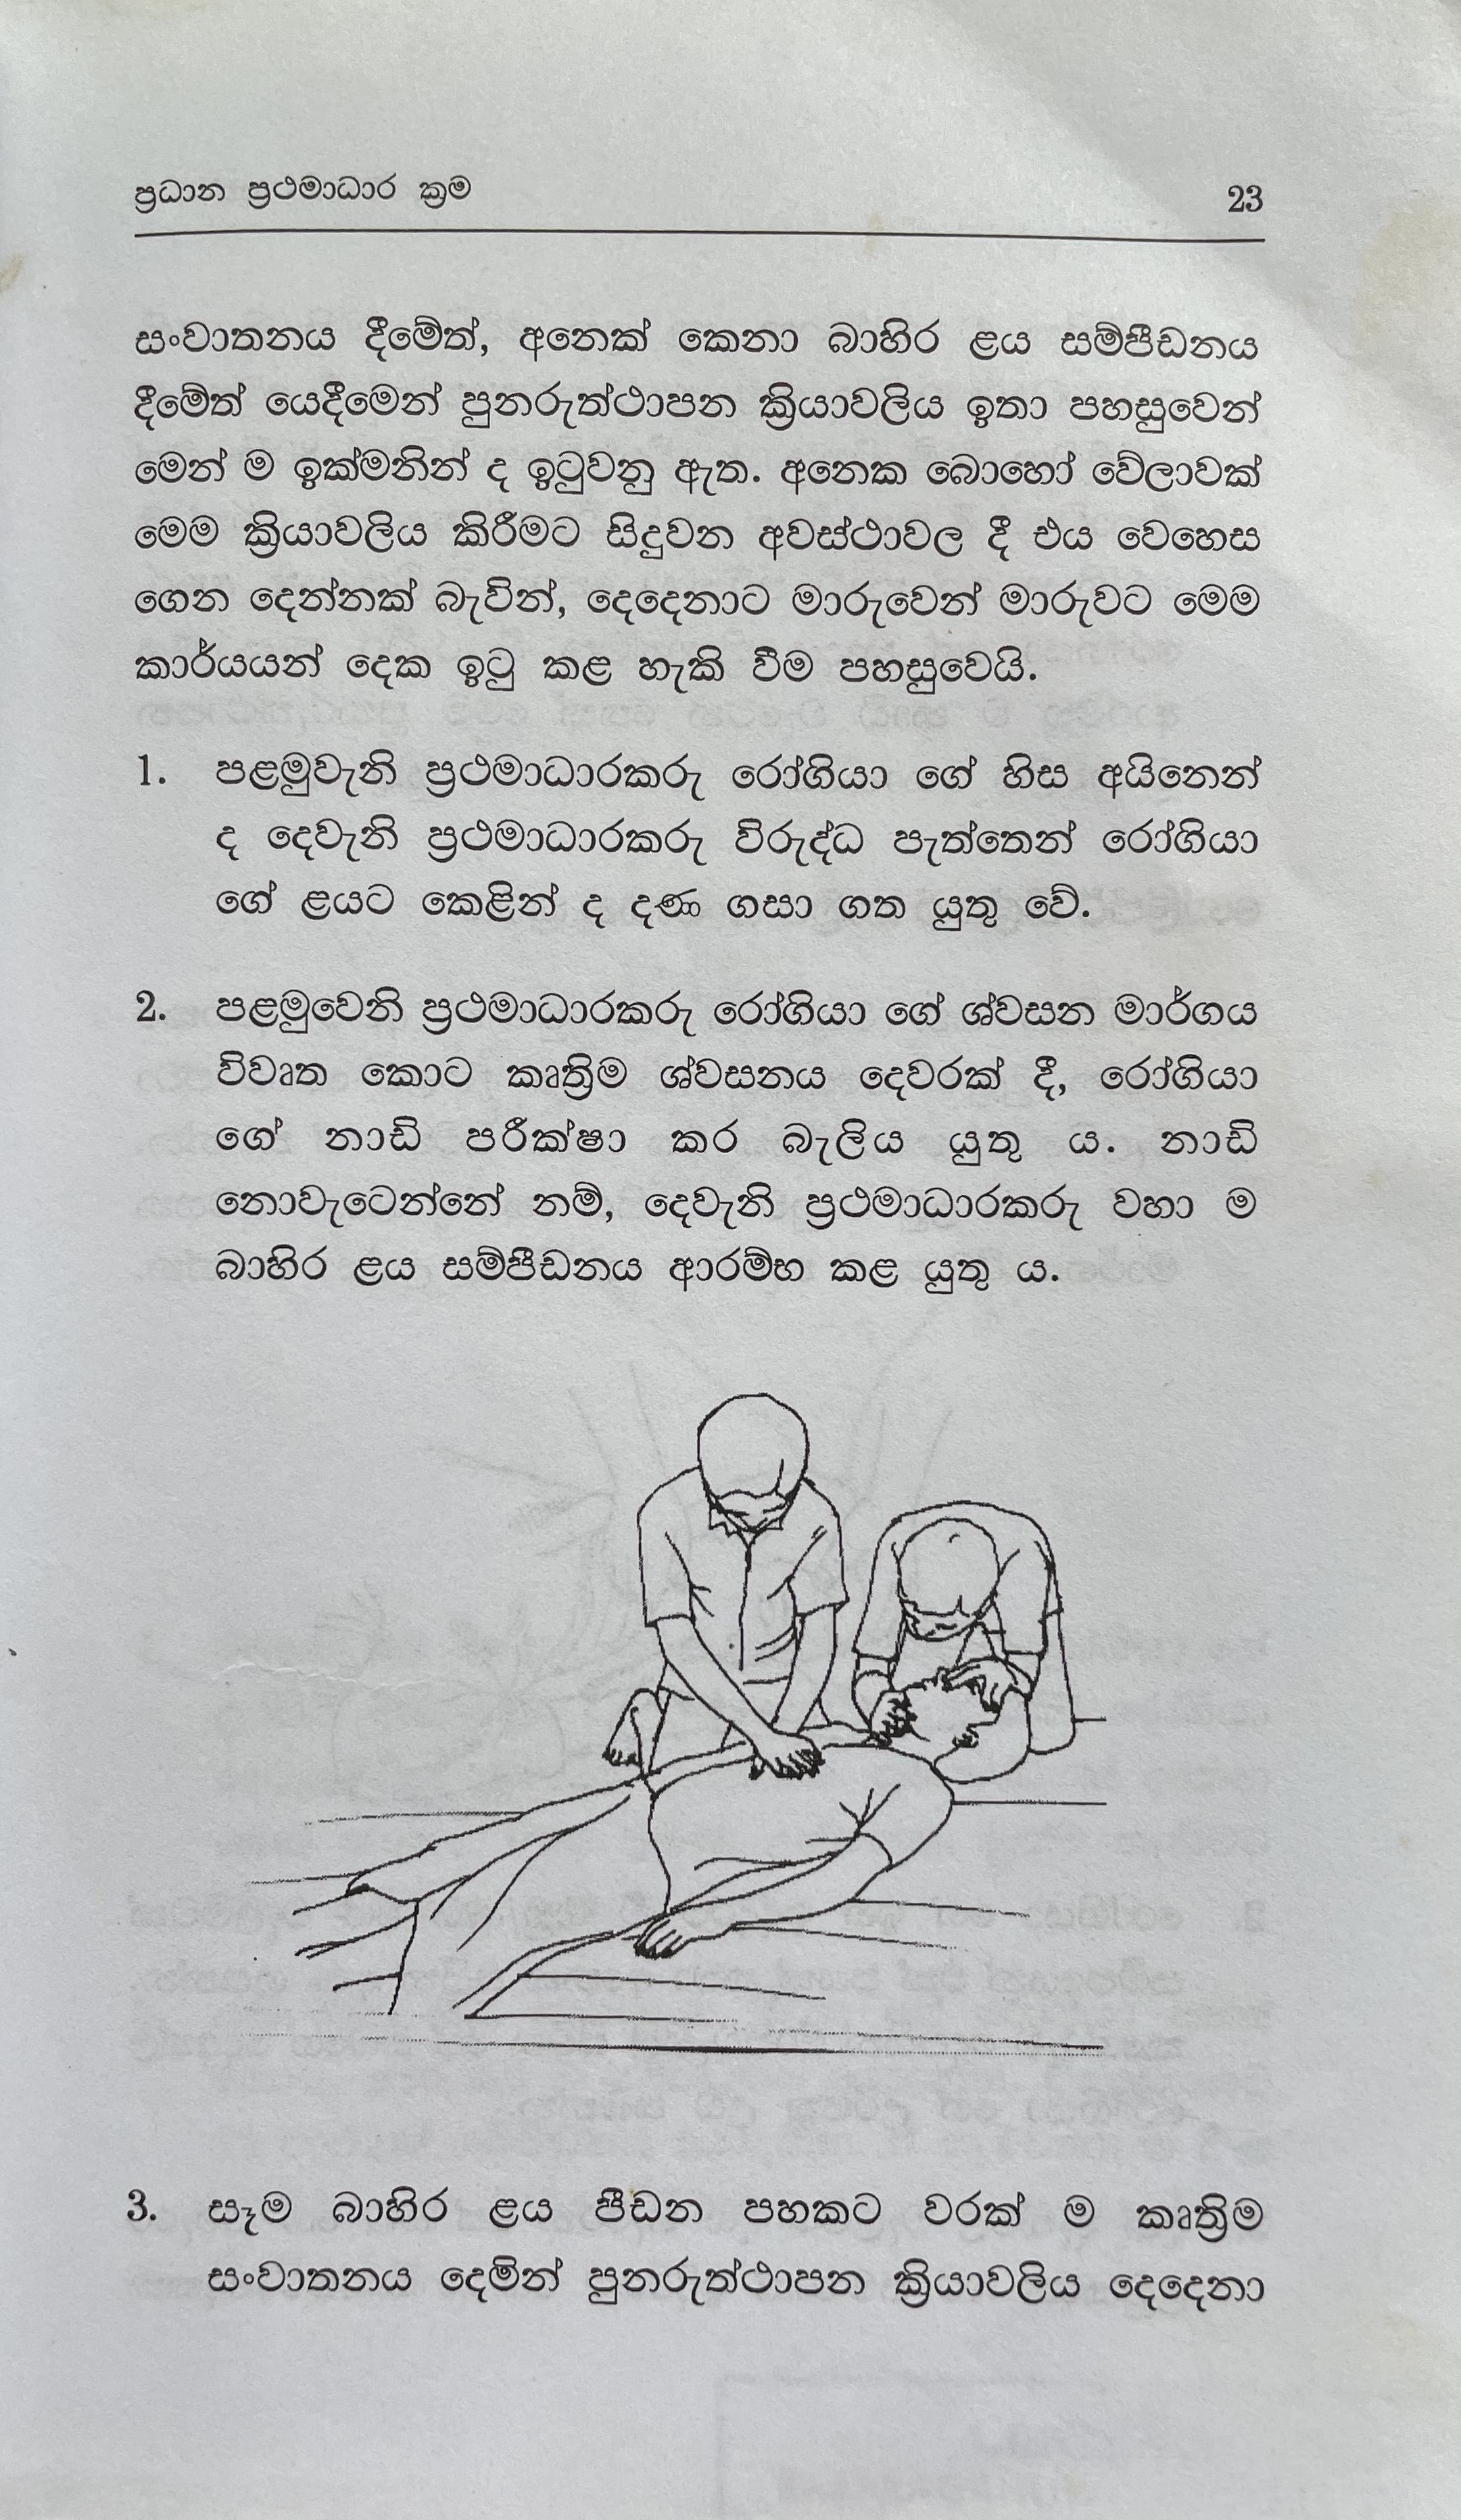 ප්‍රධාන ප්‍රථමාධාර ක්‍රම
23
සංවාතනය දීමේත්, අනෙක් කෙනා බාහිර ළය සම්පීඩනය
දීමේත් යෙදීමෙන් පුනරුත්ථාපන ක්‍රියාවලිය ඉතා පහසුවෙන්
මෙන් ම ඉක්මනින් ද ඉටුවනු ඇත. අනෙක බොහෝ වේලාවක්
මෙම ක්‍රියාවලිය කිරීමට සිදුවන අවස්ථාවල දී එය වෙහෙස
ගෙන දෙන්නක් බැවින්, දෙදෙනාට මාරුවෙන් මාරුවට මෙම
කාර්යයන් දෙක ඉටු කළ හැකි වීම පහසුවෙයි.
1. පළමුවැනි ප්‍රථමාධාරකරු රෝගියා ගේ හිස අයිනෙන්
ද දෙවැනි ප්‍රථමාධාරකරු විරුද්ධ පැත්තෙන් රෝගියා
ගේ ළයට කෙළින් ද දණ ගසා ගත යුතු වේ.
2. පළමුවෙනි ප්‍රථමාධාරකරු රෝගියා ගේ ශ්වසන මාර්ගය
විවෘත කොට කෘත්‍රිම ශ්වසනය දෙවරක් දී, රෝගියා
ගේ නාඩි පරීක්ෂා කර බැලිය යුතු ය. නාඩි
නොවැටෙන්නේ නම්, දෙවැනි ප්‍රථමාධාරකරු වහා ම
බාහිර ළය සම්පීඩනය ආරම්භ කළ යුතු ය.
3. සෑම බාහිර ළය පීඩන පහකට වරක් ම කෘත්‍රිම
සංවාතනය දෙමින් පුනරුත්ථාපන ක්‍රියාවලිය දෙදෙනා